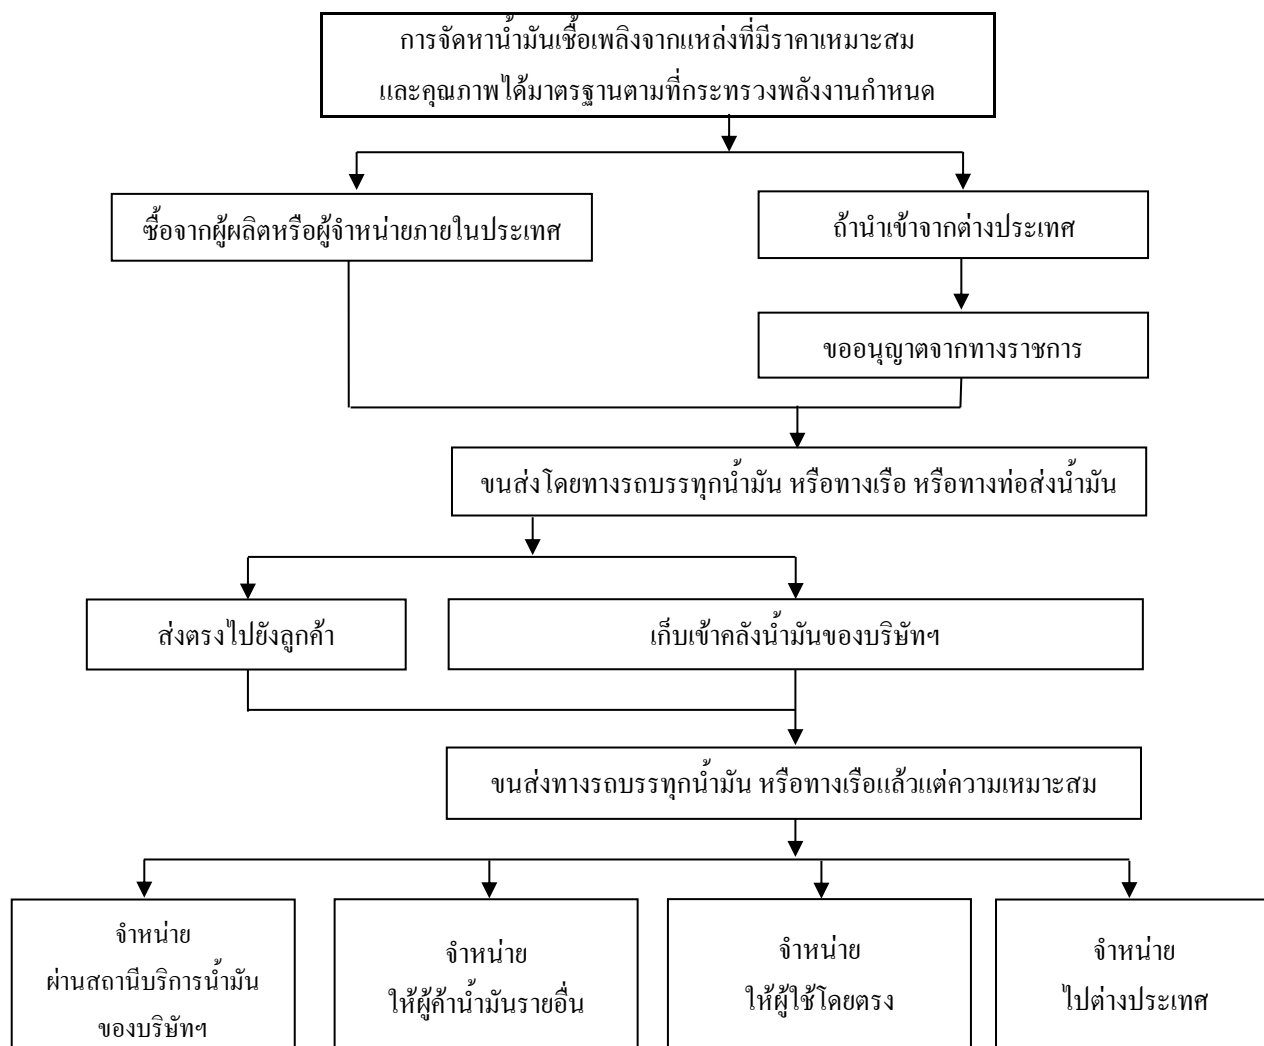 การจัดหาน้ำมันเชื้อเพลิงจากแหล่งที่มีราคาเหมาะสม
และคุณภาพได้มาตรฐานตามที่กระทรวงพลังงานกำหนด
ซื้อจากผู้ผลิตหรือผู้จำหน่ายภายในประเทศ
ถ้านำเข้าจากต่างประเทศ
ขออนุญาตจากทางราชการ
ขนส่งโดยทางรถบรรทุกน้ำมัน หรือทางเรือ หรือทางท่อส่งน้ำมัน
ส่งตรงไปยังลูกค้า
เก็บเข้าคลังน้ำมันของบริษัทฯ
ขนส่งทางรถบรรทุกน้ำมัน หรือทางเรือแล้วแต่ความเหมาะสม
จำหน่าย
ผ่านสถานีบริการน้ำมัน
ของบริษัทฯ
จำหน่าย
ให้ผู้ค้าน้ำมันรายอื่น
จำหน่าย
ให้ผู้ใช้โดยตรง
จำหน่าย
ไปต่างประเทศ